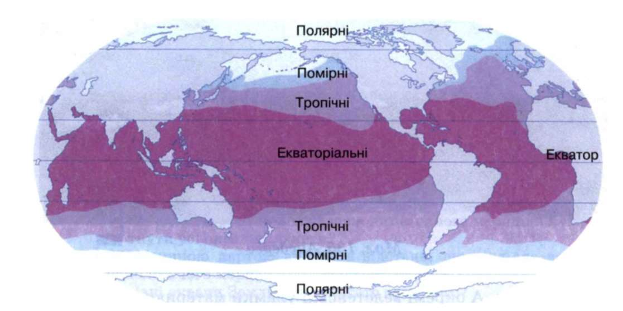 Полярні
Помірні
Тропічні
Екваторіальні
Екватор
Тропічні
Помірні
Полярні